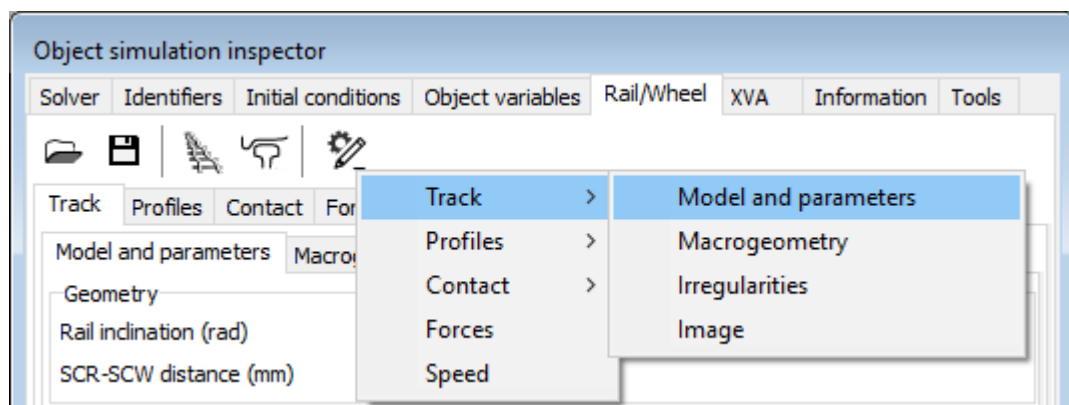 Object simulation inspector
Solver Identifiers Initial conditions Object variables Rail/Wheel XVA Information Tools
Track Profiles Contact For
Model and parameters Macrog
Geometry
Rail inclination (rad)
SCR-SCW distance (mm)
Track >
Profiles >
Contact >
Forces
Speed
Model and parameters
Macrogeometry
Irregularities
Image